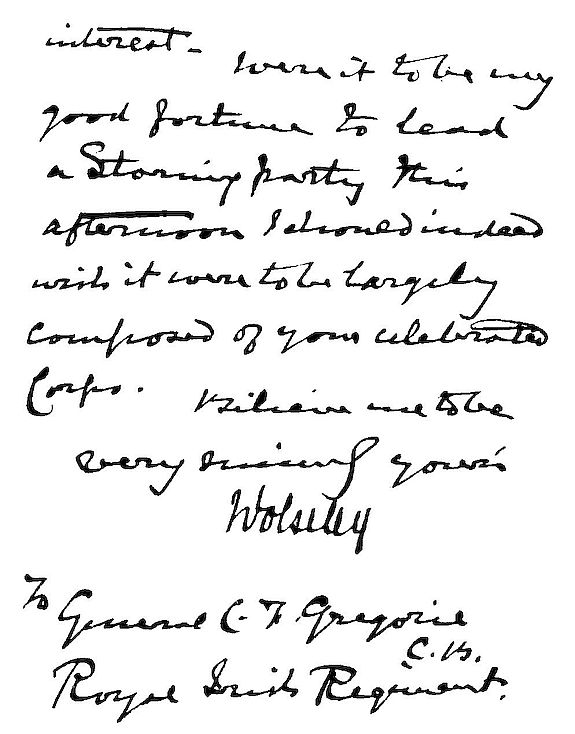 interest - were it to be my
good fortune to lead
a Storming party this
afternoon I should indeed
wish it were to be largely
composed of your celebrated
Corps. Believe me to be
very sincerely yours
Wolseley
To
General C. F. Gregorie
C.B.
Royal Irish Regiment.